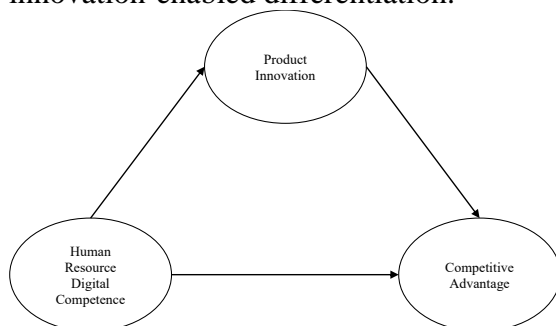 innovation-enabled differentiation.
Product
Innovation
Human
Resource
Digital
Competence
Competitive
Advantage